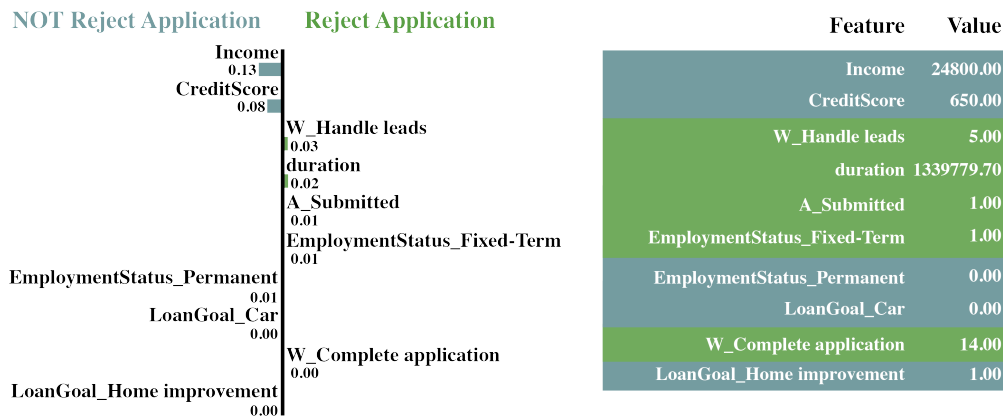 NOT Reject Application
Reject Application
Income
0.13
CreditScore
0.08
W_Handle leads
0.03
duration
0.02
A_Submitted
0.01
EmploymentStatus_Fixed-Term
0.01
EmploymentStatus_Permanent
0.01
LoanGoal_Car
0.00
W_Complete application
0.00
LoanGoal_Home improvement
0.00
Feature Value
Income 24800.00
CreditScore 650.00
W_Handle leads 5.00
duration 1339779.70
A_Submitted 1.00
EmploymentStatus_Fixed-Term 1.00
EmploymentStatus_Permanent 0.00
LoanGoal_Car 0.00
W_Complete application 14.00
LoanGoal_Home improvement 1.00